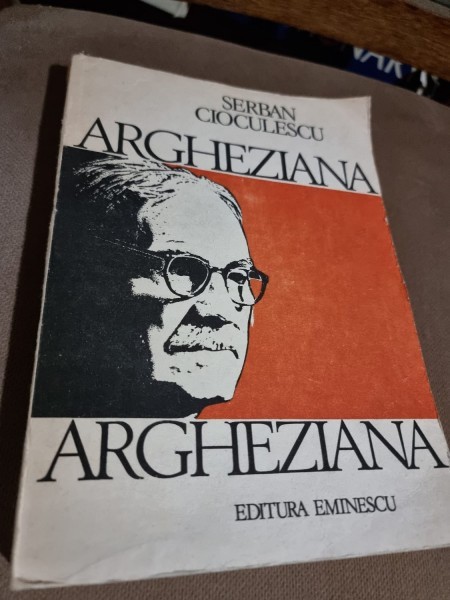 SERBAN
CIOCULESCU
ARGHEZIANA
ARGHEZIANA
EDITURA EMINESCU